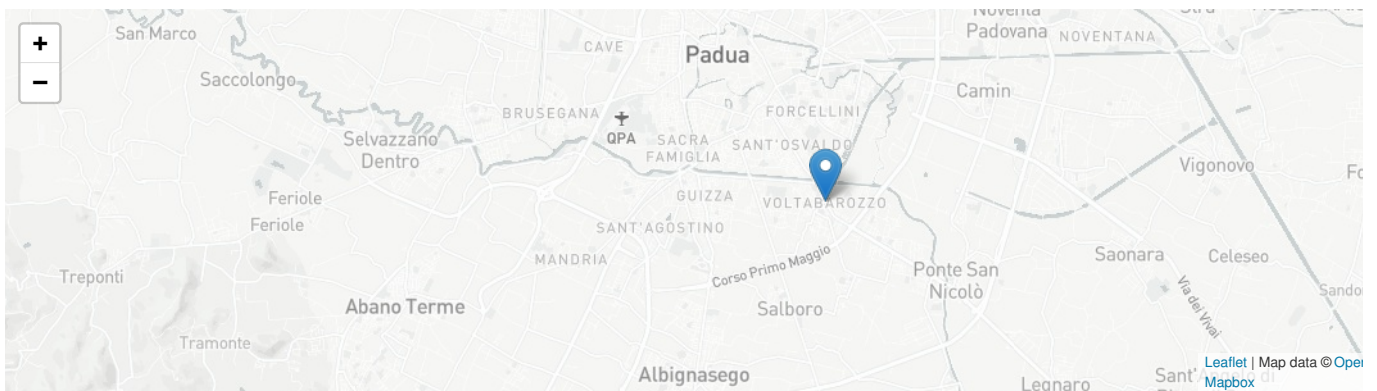 +
−
San Marco
Saccolongo
CAVE
Padua
Padovana
NOVENTANA
Camin
BRUSEGANA
QPA
FORCELLINI
Selvazzano
Dentro
SACRA
FAMIGLIA
SANT'OSVALDO
Vigonovo
Feriole
Feriole
GUIZZA
VOLTABAROZZO
SANT'AGOSTINO
MANDRIA
Corso Primo Maggio
Ponte San
Nicolò
Saonara
Celeseo
Treponti
Abano Terme
Salboro
Via dei Vivai
Tramonte
Albignasego
Leaflet | Map data © Oper
Mapbox